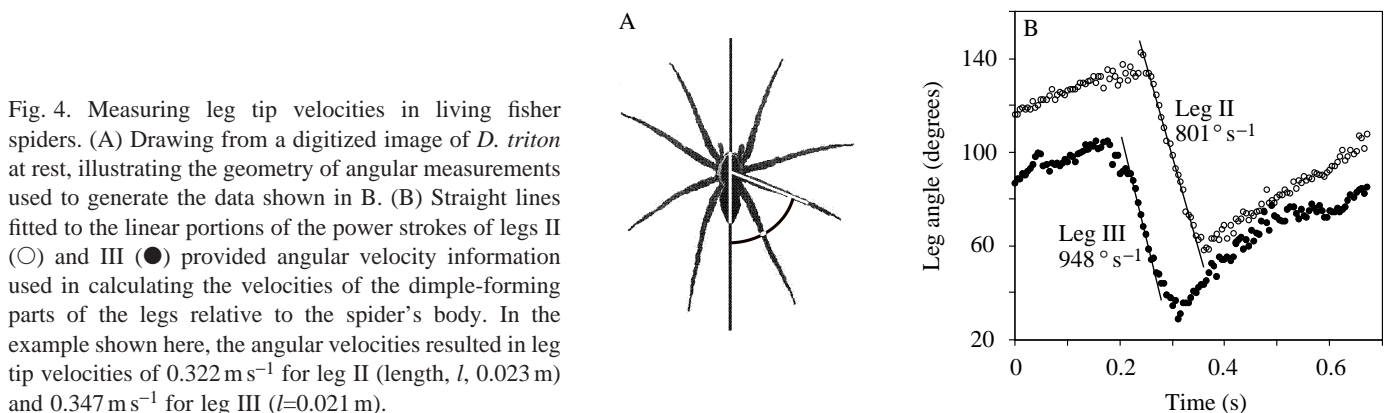 Fig. 4. Measuring leg tip velocities in living fisher
spiders. (A) Drawing from a digitized image of D. triton
at rest, illustrating the geometry of angular measurements
used to generate the data shown in B. (B) Straight lines
fitted to the linear portions of the power strokes of legs II
(○) and III (●) provided angular velocity information
used in calculating the velocities of the dimple-forming
parts of the legs relative to the spider's body. In the
example shown here, the angular velocities resulted in leg
tip velocities of 0.322 m s⁻¹ for leg II (length, l, 0.023 m)
and 0.347 m s⁻¹ for leg III (l=0.021 m).
A
B
Leg angle (degrees)
140
100
60
20
Leg II
801° s⁻¹
Leg III
948° s⁻¹
0 0.2 0.4 0.6
Time (s)